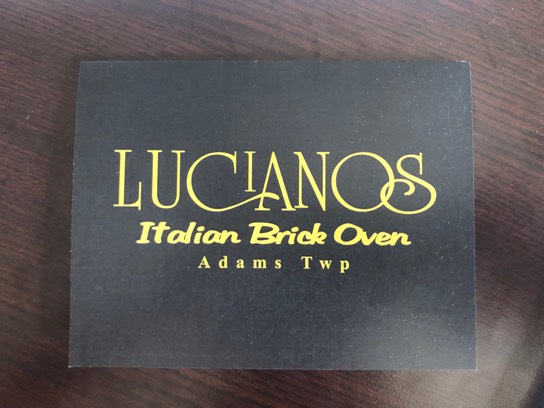 LUCIANOS
Italian Brick Oven
Adams Twp